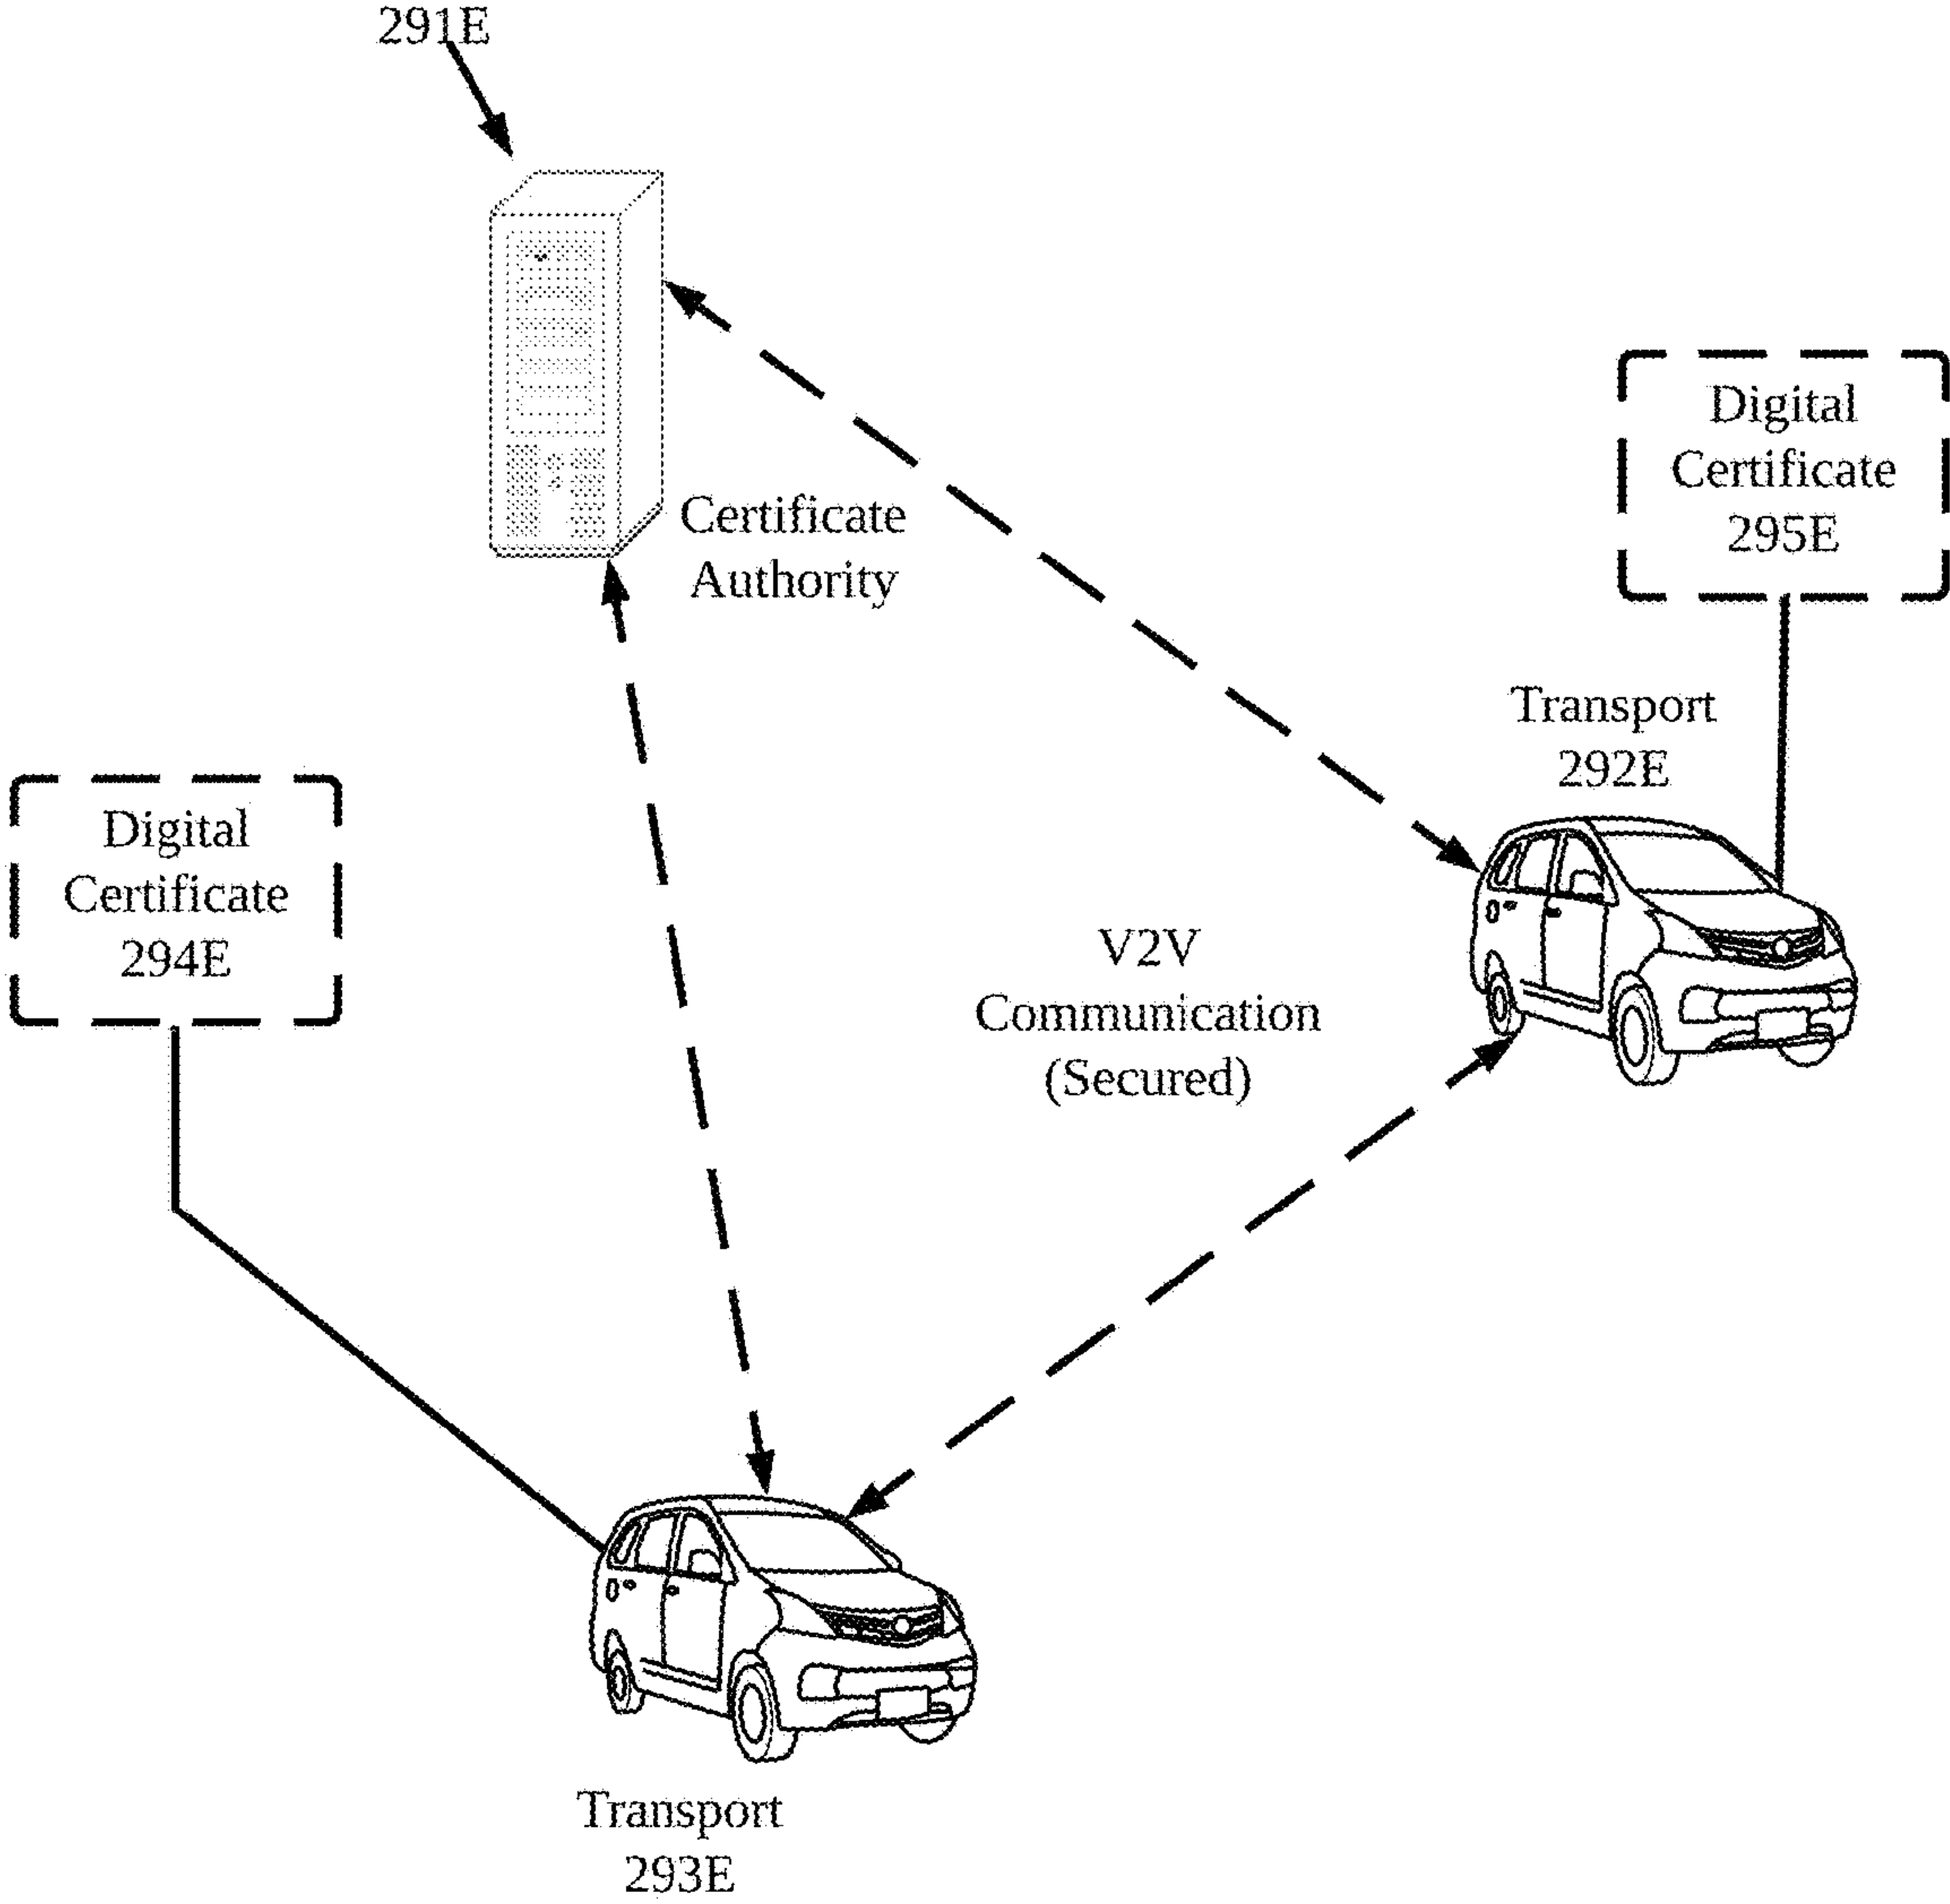 291E
Certificate
Authority
Digital
Certificate
295E
Transport
292E
Digital
Certificate
294E
V2V
Communication
(Secured)
Transport
293E